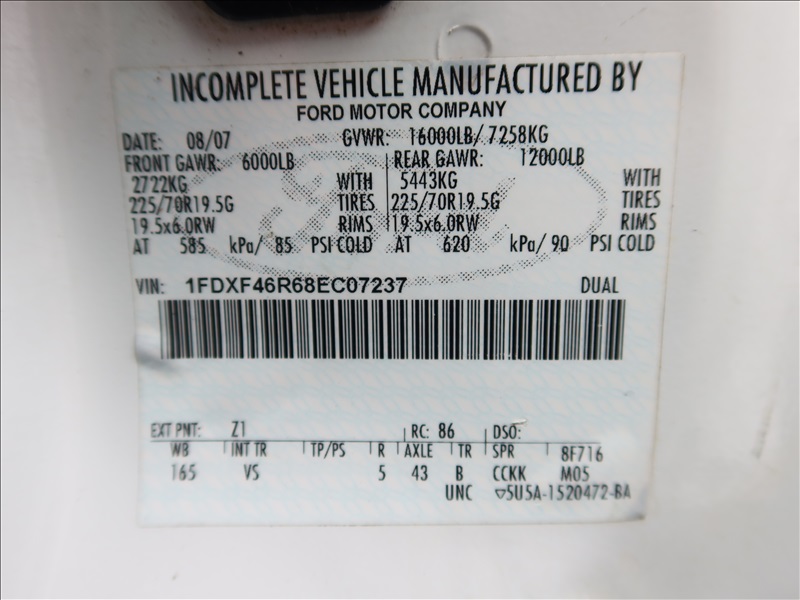 INCOMPLETE VEHICLE MANUFACTURED BY
FORD MOTOR COMPANY
DATE: 08/07 GVWR: 16000LB/7258KG
FRONT GAWR: 6000LB REAR GAWR: 12000LB
2722KG WITH 5443KG WITH
225/70R19.5G TIRES 225/70R19.5G TIRES
19.5x6.0RW RIMS 19.5x6.0RW RIMS
AT 585 kPa/ 85 PSI COLD AT 620 kPa/ 90 PSI COLD
VIN: 1FDXF46R68EC07237 DUAL
EXT PNT: Z1 RC: 86 DSO:
WB INT TR TP/PS R AXLE TR SPR 8F716
165 VS 5 43 B CCKK M05
UNC ▽5U5A-1520472-BA